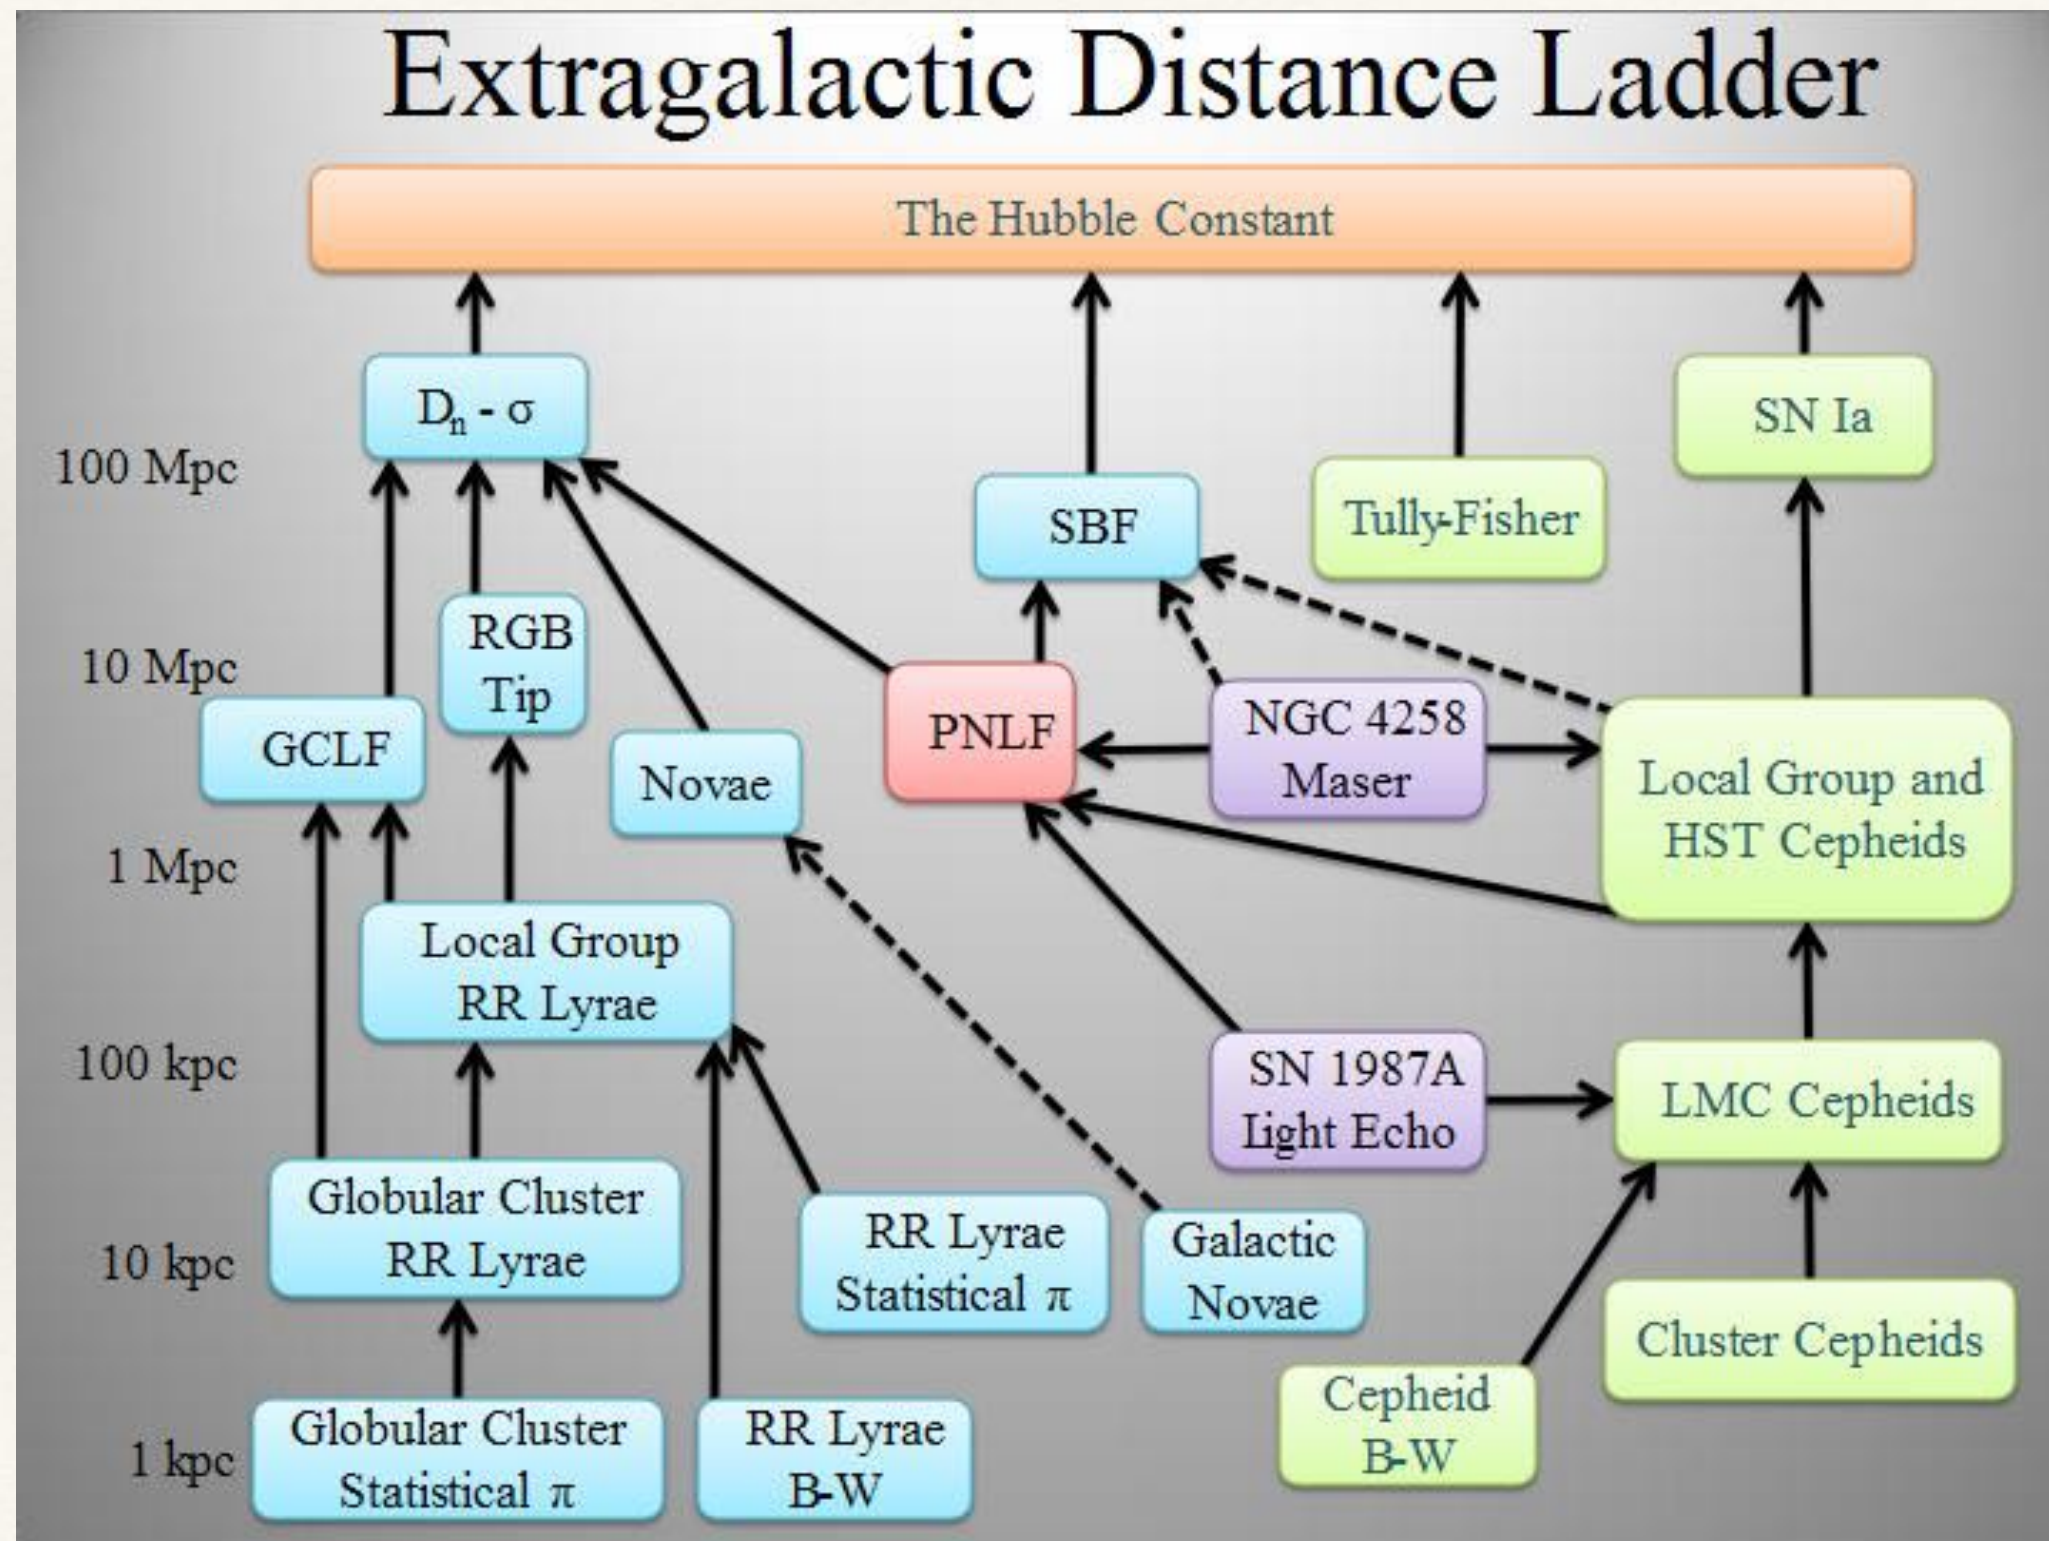 Extragalactic Distance Ladder
The Hubble Constant
Dn - σ
SN Ia
100 Mpc
SBF
Tully-Fisher
RGB
Tip
10 Mpc
GCLF
Novae
PNLF
NGC 4258
Maser
Local Group and
HST Cepheids
1 Mpc
Local Group
RR Lyrae
100 kpc
SN 1987A
Light Echo
LMC Cepheids
Globular Cluster
RR Lyrae
10 kpc
RR Lyrae
Statistical π
Galactic
Novae
Cluster Cepheids
Cepheid
B-W
1 kpc
Globular Cluster
Statistical π
RR Lyrae
B-W